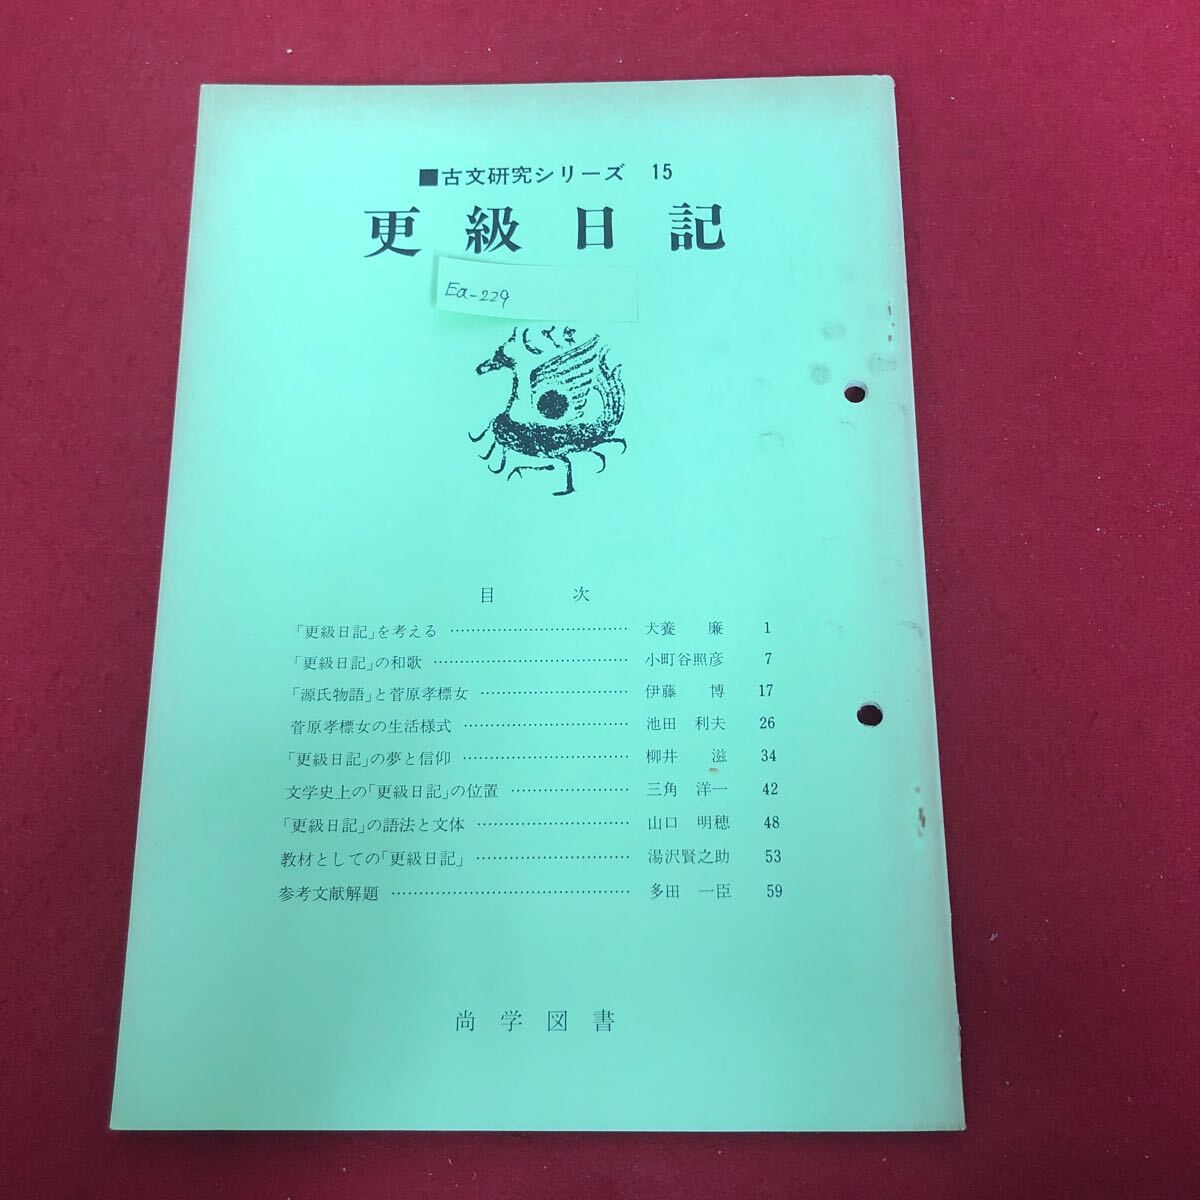 ■古文研究シリーズ 15
更級日記
Ea-229
目次
「更級日記」を考える ……………………………… 犬養 廉 1
「更級日記」の和歌 ……………………………… 小町谷照彦 7
「源氏物語」と菅原孝標女 ……………………… 伊藤 博 17
菅原孝標女の生活様式 ………………………… 池田 利夫 26
「更級日記」の夢と信仰 ………………………… 柳井 滋 34
文学史上の「更級日記」の位置 ………………… 三角 洋一 42
「更級日記」の語法と文体 ……………………… 山口 明穂 48
教材としての「更級日記」 ……………………… 湯沢賢之助 53
参考文献解題 …………………………………… 多田 一臣 59
尚学図書